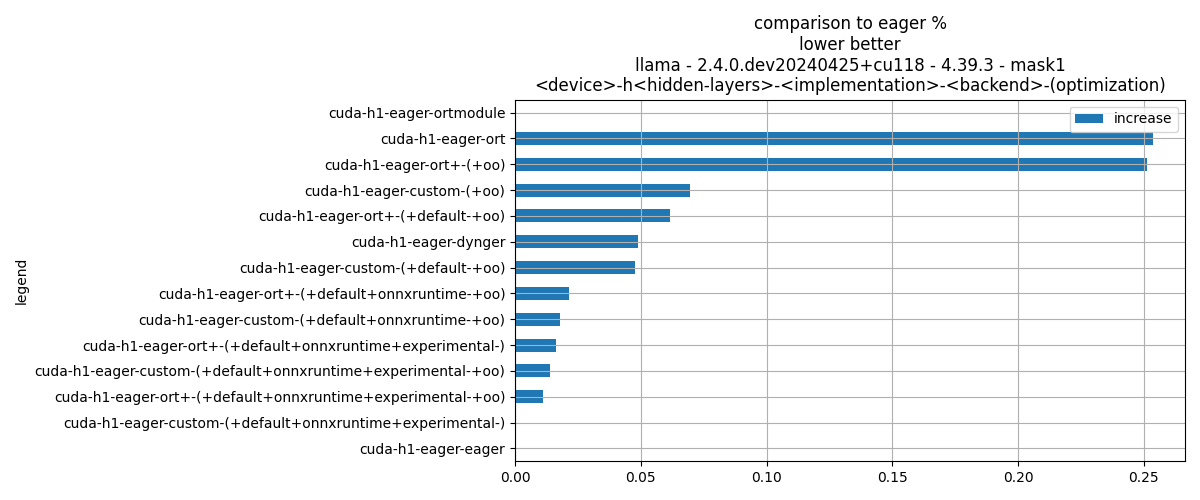 comparison to eager %
lower better
llama - 2.4.0.dev20240425+cu118 - 4.39.3 - mask1
<device>-h<hidden-layers>-<implementation>-<backend>-(optimization)
increase
legend
cuda-h1-eager-ortmodule
cuda-h1-eager-ort
cuda-h1-eager-ort+-(+oo)
cuda-h1-eager-custom-(+oo)
cuda-h1-eager-ort+-(+default-+oo)
cuda-h1-eager-dynger
cuda-h1-eager-custom-(+default-+oo)
cuda-h1-eager-ort+-(+default+onnxruntime-+oo)
cuda-h1-eager-custom-(+default+onnxruntime-+oo)
cuda-h1-eager-ort+-(+default+onnxruntime+experimental-)
cuda-h1-eager-custom-(+default+onnxruntime+experimental-+oo)
cuda-h1-eager-ort+-(+default+onnxruntime+experimental-+oo)
cuda-h1-eager-custom-(+default+onnxruntime+experimental-)
cuda-h1-eager-eager
0.00 0.05 0.10 0.15 0.20 0.25